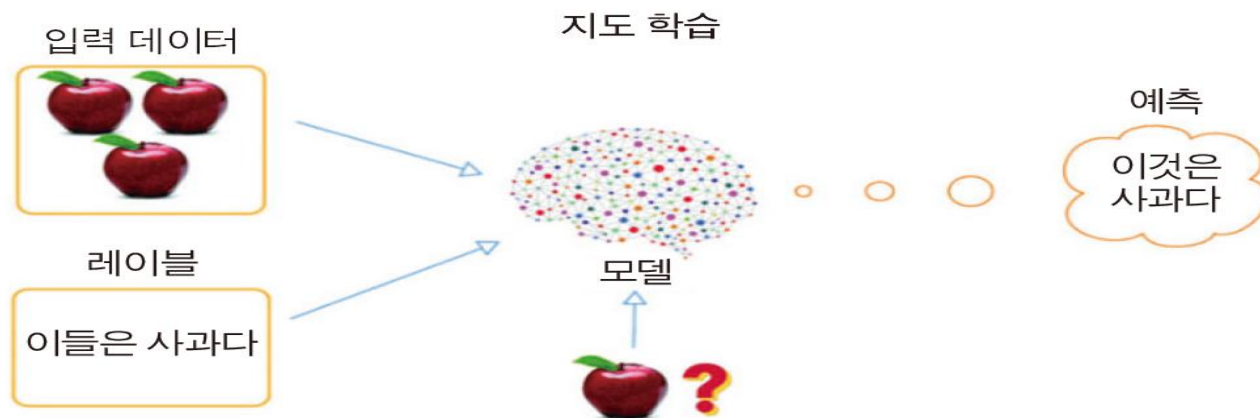 지도 학습
입력 데이터
예측
이것은
사과다
레이블
이들은 사과다
모델
?